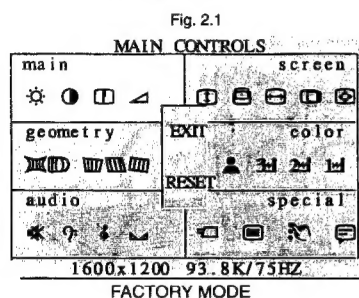 Fig. 2.1
MAIN CONTROLS
main
screen
geometry
EXIT
color
RESET
audio
special
1600x1200 93.8K/75HZ
FACTORY MODE